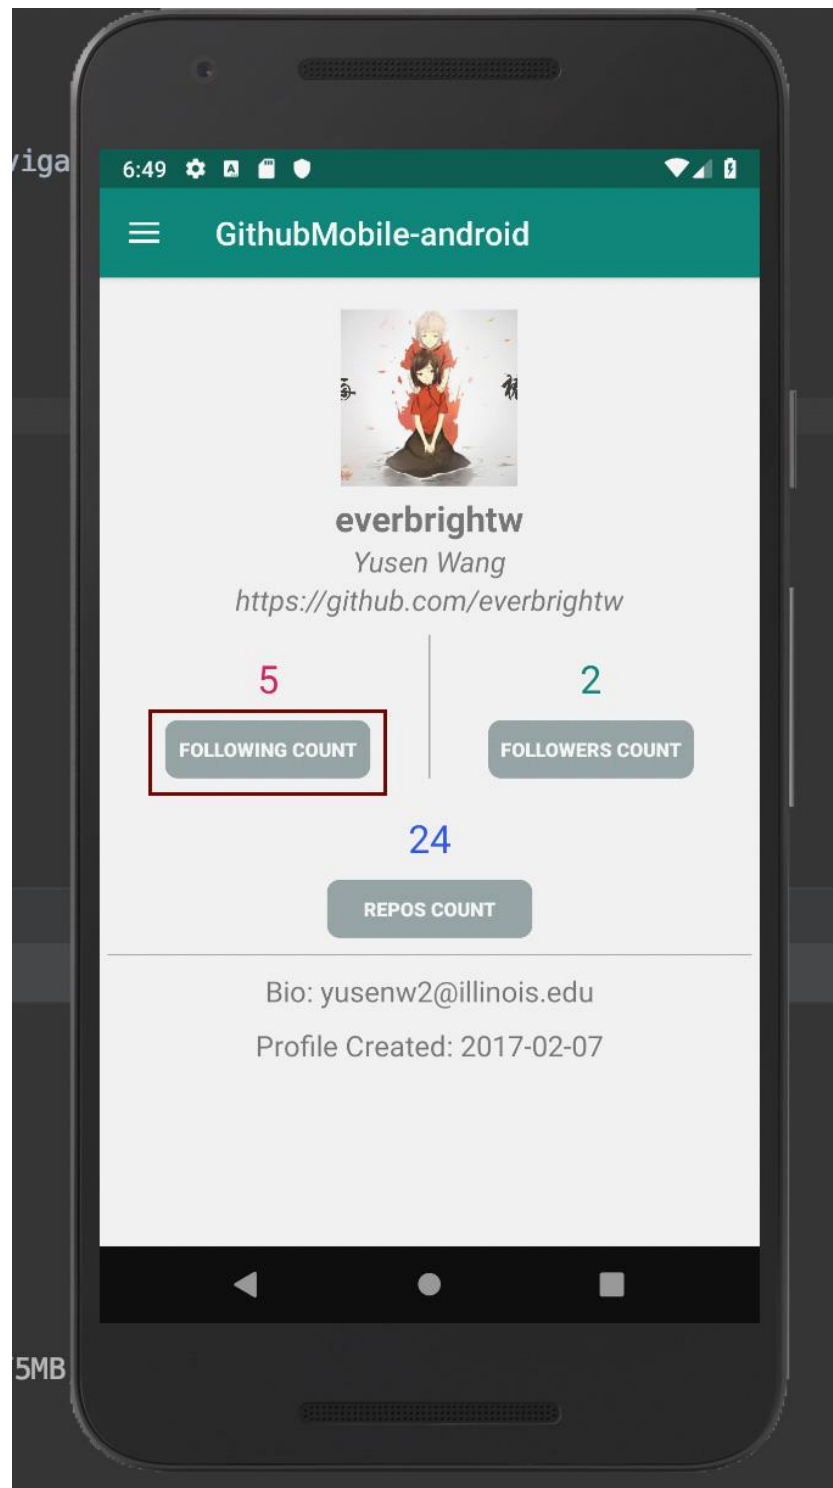 viga
6:49
GithubMobile-android
everbrightw
Yusen Wang
https://github.com/everbrightw
5
2
FOLLOWING COUNT
FOLLOWERS COUNT
24
REPOS COUNT
Bio: yusenw2@illinois.edu
Profile Created: 2017-02-07
5MB